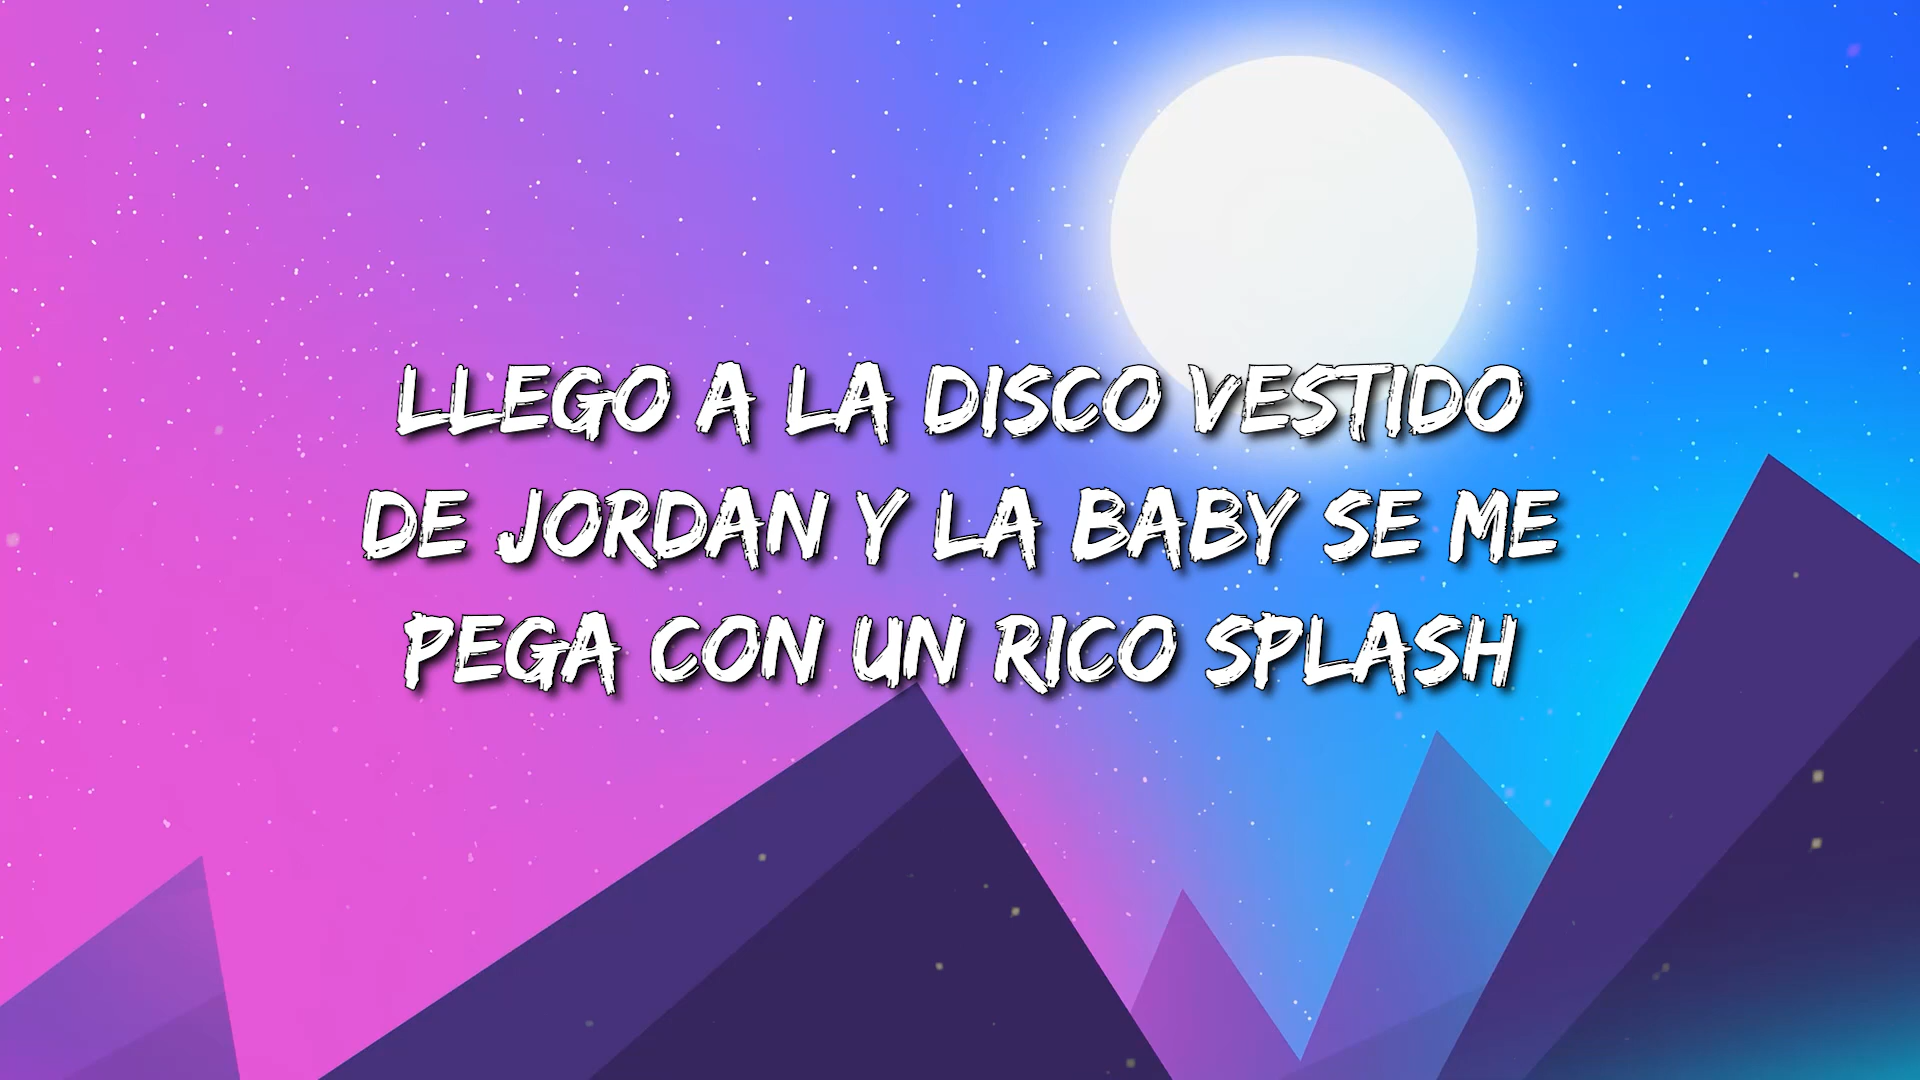 LLEGO A LA DISCO VESTIDO
DE JORDAN Y LA BABY SE ME
PEGA CON UN RICO SPLASH